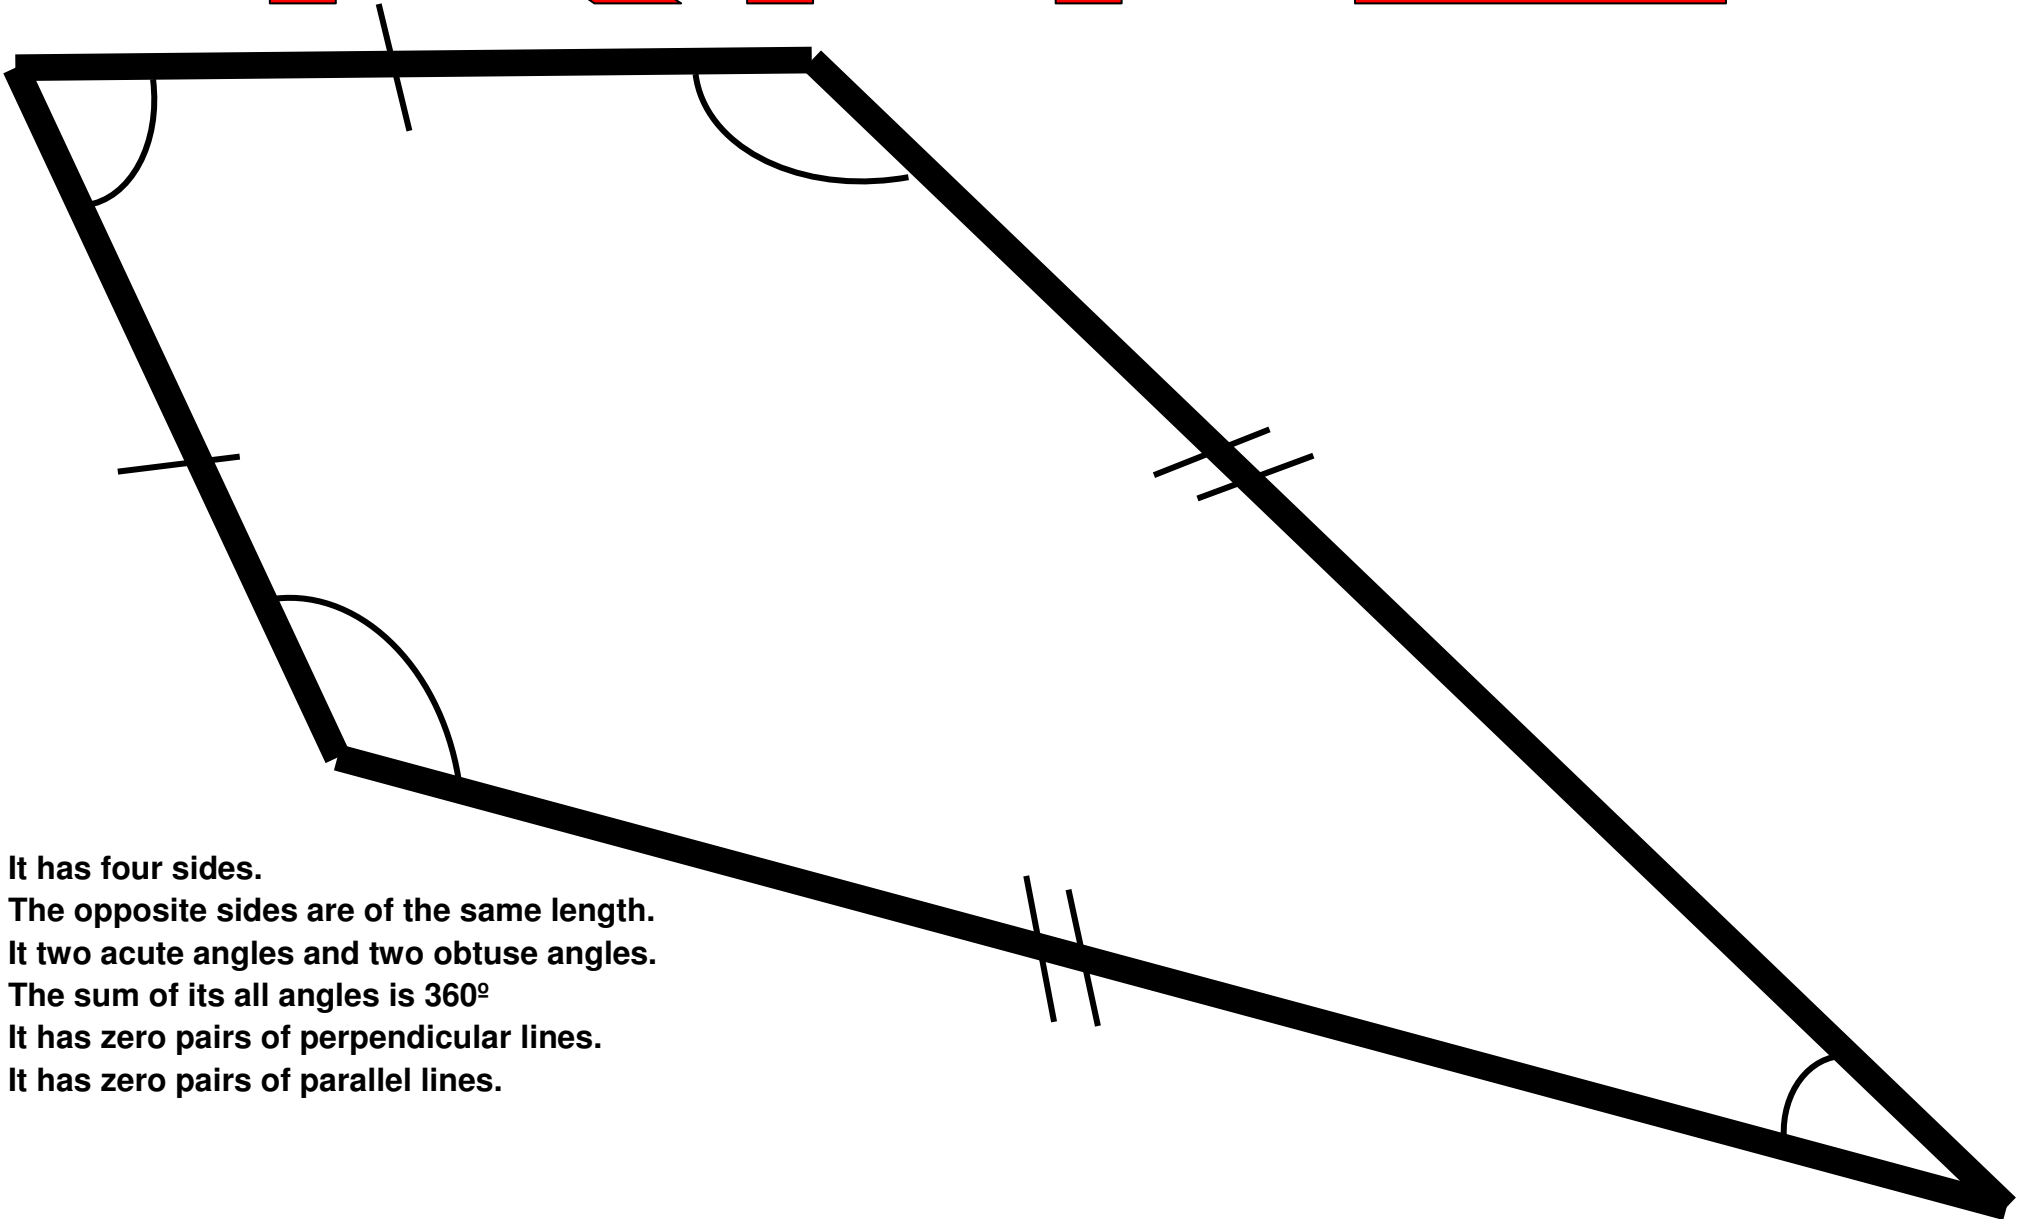 It has four sides.
The opposite sides are of the same length.
It two acute angles and two obtuse angles.
The sum of its all angles is 360º
It has zero pairs of perpendicular lines.
It has zero pairs of parallel lines.